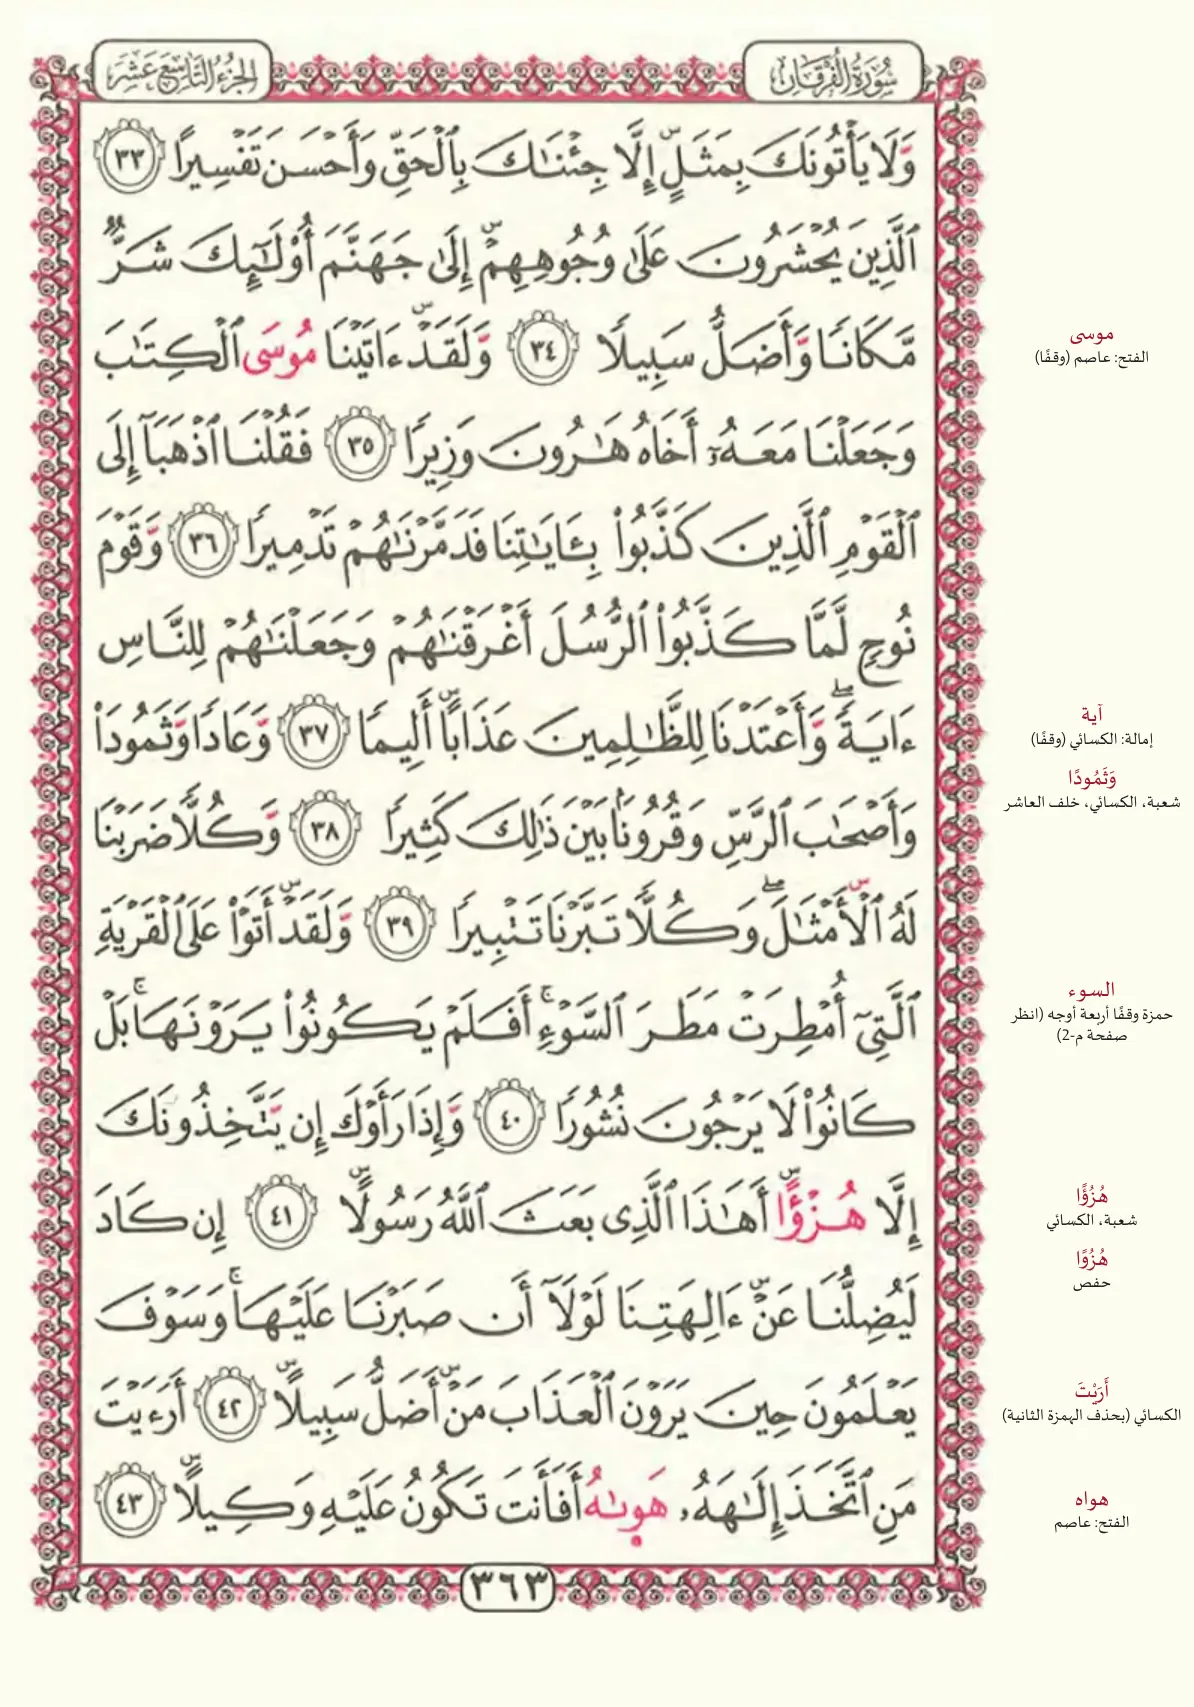 سُورَةُ الْفُرْقَانِ
الجُزْءُ التَّاسِعَ عَشَرَ
وَلَا يَأْتُونَكَ بِمَثَلٍ إِلَّا جِئْنَٰكَ بِالْحَقِّ وَأَحْسَنَ تَفْسِيرًا ٣٣
ٱلَّذِينَ يُحْشَرُونَ عَلَىٰ وُجُوهِهِمْ إِلَىٰ جَهَنَّمَ أُو۟لَٰٓئِكَ شَرٌّ
مَّكَانًا وَأَضَلُّ سَبِيلًا ٣٤ وَلَقَدْ ءَاتَيْنَا مُوسَى ٱلْكِتَٰبَ
وَجَعَلْنَا مَعَهُۥٓ أَخَاهُ هَٰرُونَ وَزِيرًا ٣٥ فَقُلْنَا ٱذْهَبَآ إِلَى
ٱلْقَوْمِ ٱلَّذِينَ كَذَّبُوا۟ بِـَٔايَٰتِنَا فَدَمَّرْنَٰهُمْ تَدْمِيرًا ٣٦ وَقَوْمَ
نُوحٍ لَّمَّا كَذَّبُوا۟ ٱلرُّسُلَ أَغْرَقْنَٰهُمْ وَجَعَلْنَٰهُمْ لِلنَّاسِ
ءَايَةً ۖ وَأَعْتَدْنَا لِلظَّٰلِمِينَ عَذَابًا أَلِيمًا ٣٧ وَعَادًا وَثَمُودَا۟
وَأَصْحَٰبَ ٱلرَّسِّ وَقُرُونًۢا بَيْنَ ذَٰلِكَ كَثِيرًا ٣٨ وَكُلًّا ضَرَبْنَا
لَهُ ٱلْأَمْثَٰلَ ۖ وَكُلًّا تَبَّرْنَا تَتْبِيرًا ٣٩ وَلَقَدْ أَتَوْا۟ عَلَى ٱلْقَرْيَةِ
ٱلَّتِىٓ أُمْطِرَتْ مَطَرَ ٱلسَّوْءِ ۚ أَفَلَمْ يَكُونُوا۟ يَرَوْنَهَا ۚ بَلْ
كَانُوا۟ لَا يَرْجُونَ نُشُورًا ٤٠ وَإِذَا رَأَوْكَ إِن يَتَّخِذُونَكَ
إِلَّا هُزْؤًا أَهَٰذَا ٱلَّذِى بَعَثَ ٱللَّهُ رَسُولًا ٤١ إِن كَادَ
لَيُضِلُّنَا عَنْ ءَالِهَتِنَا لَوْلَآ أَن صَبَرْنَا عَلَيْهَا ۚ وَسَوْفَ
يَعْلَمُونَ حِينَ يَرَوْنَ ٱلْعَذَابَ مَنْ أَضَلُّ سَبِيلًا ٤٢ أَرَءَيْتَ
مَنِ ٱتَّخَذَ إِلَٰهَهُۥ هَوَىٰهُ أَفَأَنتَ تَكُونُ عَلَيْهِ وَكِيلًا ٤٣
٣٦٣
موسى
الفتح: عاصم (وقفًا)
آية
إمالة: الكسائي (وقفًا)
وَثَمُودًا
شعبة، الكسائي، خلف العاشر
السوء
حمزة وقفًا أربعة أوجه (انظر
صفحة م-2)
هُزُؤًا
شعبة، الكسائي
هُزُوًا
حفص
أَرَيْتَ
الكسائي (بحذف الهمزة الثانية)
هواه
الفتح: عاصم